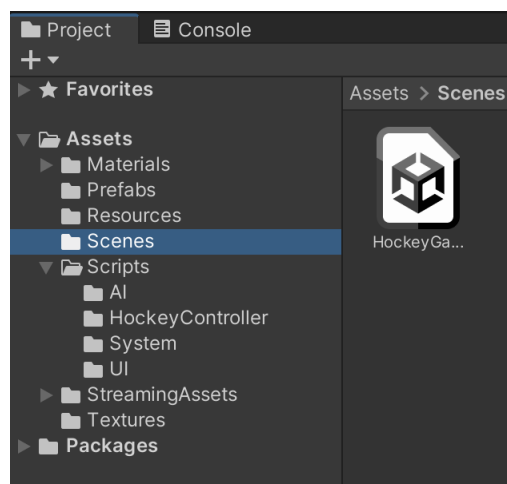 Project Console
Favorites
Assets
Materials
Prefabs
Resources
Scenes
Scripts
AI
HockeyController
System
UI
StreamingAssets
Textures
Packages
Assets > Scenes
HockeyGa...